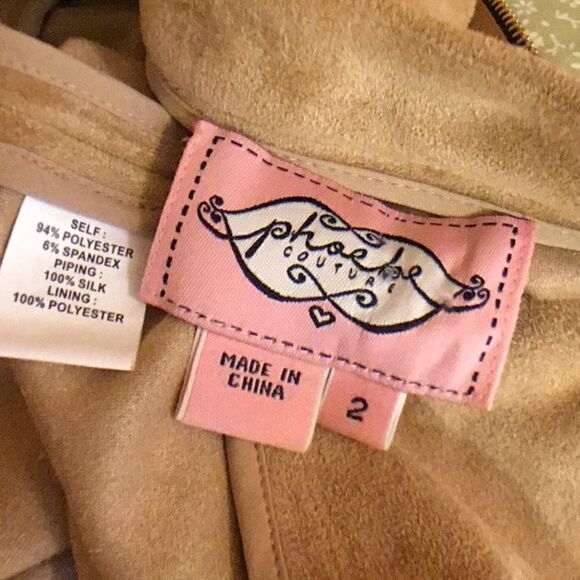 SELF :
94% POLYESTER
6% SPANDEX
PIPING :
100% SILK
LINING :
100% POLYESTER
phoebe
COUTURE
MADE IN
CHINA
2